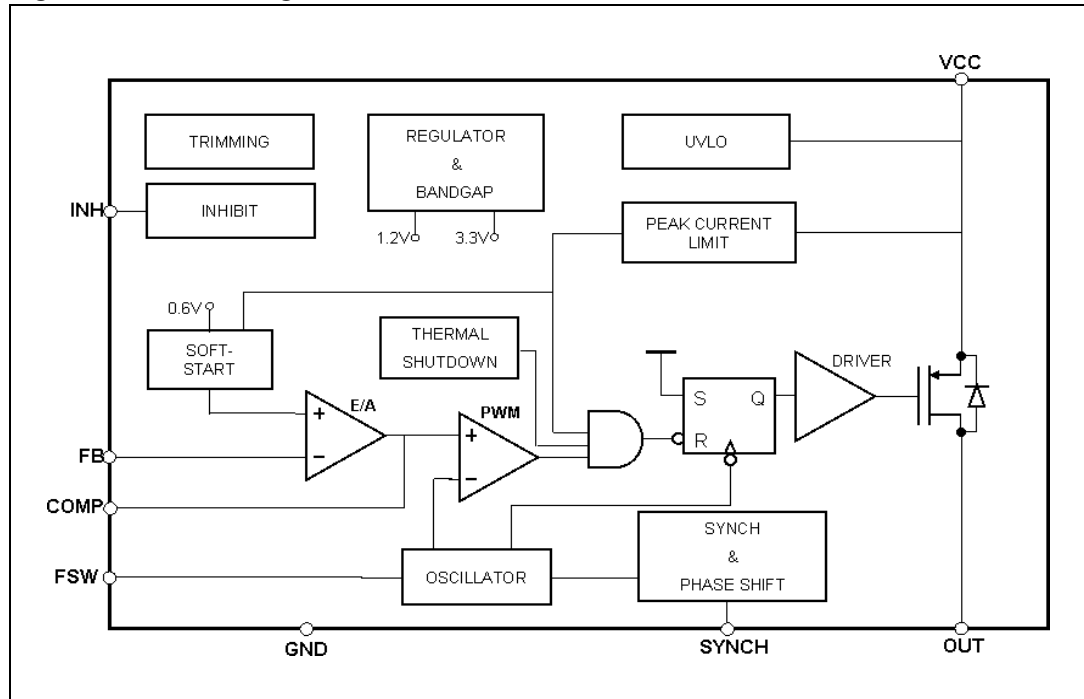 VCC
TRIMMING
REGULATOR
&
BANDGAP
UVLO
INH
INHIBIT
1.2V
3.3V
PEAK CURRENT
LIMIT
0.6V
SOFT-
START
THERMAL
SHUTDOWN
DRIVER
E/A
+
−
PWM
+
−
S
Q
R
FB
COMP
FSW
OSCILLATOR
SYNCH
&
PHASE SHIFT
GND
SYNCH
OUT